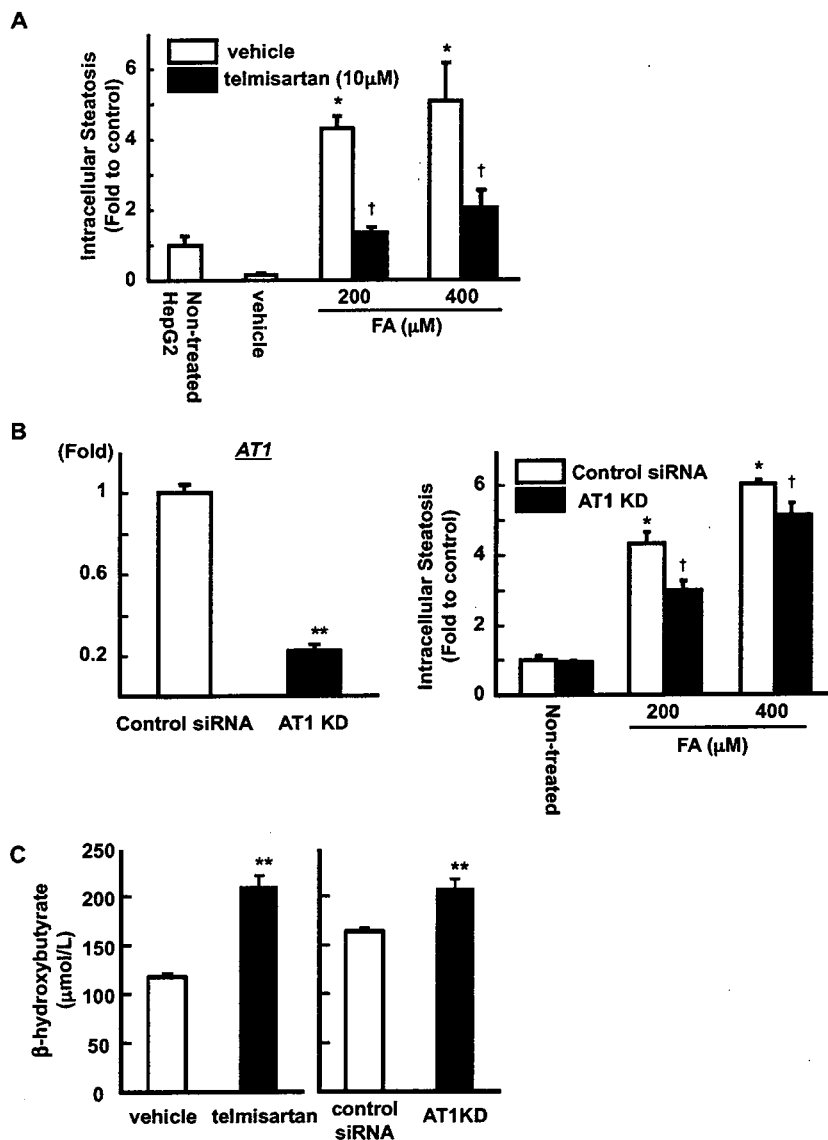 A
Intracellular Steatosis
(Fold to control)
6
4
2
0
vehicle
telmisartan (10μM)
*
†
*
†
Non-treated
HepG2
vehicle
200
400
FA (μM)
B
(Fold)
AT1
1
0.6
0.2
**
Control siRNA
AT1 KD
Intracellular Steatosis
(Fold to control)
6
4
2
0
Control siRNA
AT1 KD
*
†
*
†
Non-treated
200
400
FA (μM)
C
β-hydroxybutyrate
(μmol/L)
250
200
150
100
50
0
**
**
vehicle
telmisartan
control
siRNA
AT1KD